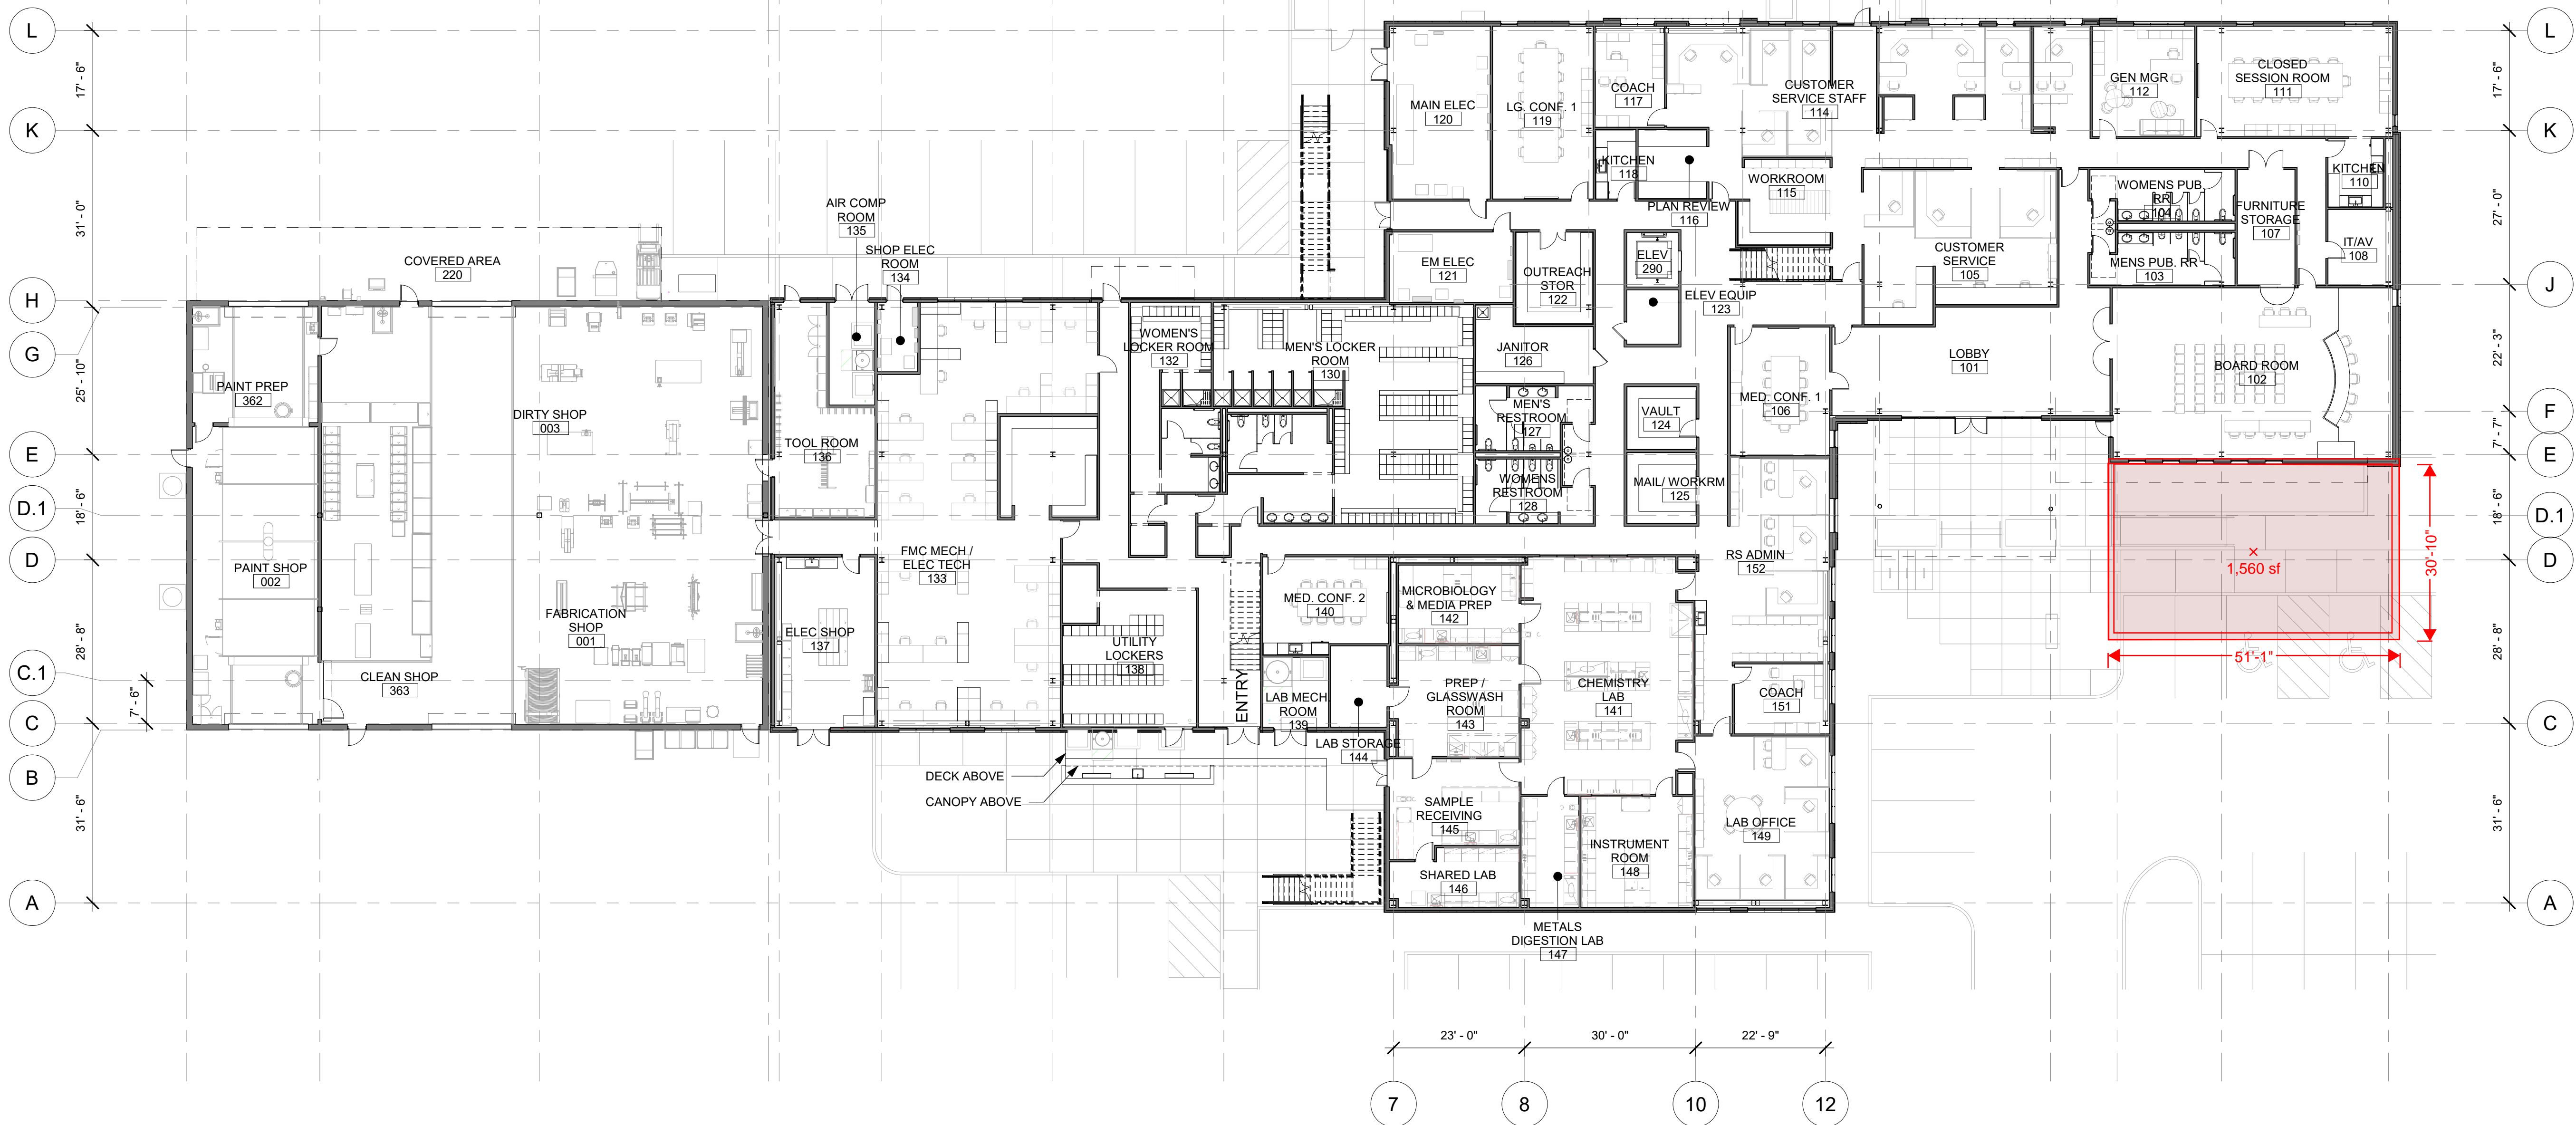 L
17' - 6"
K
31' - 0"
H
G
25' - 10"
E
18' - 6"
D.1
D
28' - 8"
C.1
7' - 6"
C
B
31' - 6"
A
COVERED AREA
220
AIR COMP
ROOM
135
SHOP ELEC
ROOM
134
PAINT PREP
362
DIRTY SHOP
003
TOOL ROOM
136
PAINT SHOP
002
FABRICATION
SHOP
001
CLEAN SHOP
363
ELEC SHOP
137
FMC MECH /
ELEC TECH
133
WOMEN'S
LOCKER ROOM
132
MEN'S LOCKER
ROOM
130
UTILITY
LOCKERS
138
ENTRY
MED. CONF. 2
140
LAB MECH
ROOM
139
LAB STORAGE
144
DECK ABOVE
CANOPY ABOVE
MAIN ELEC
120
LG. CONF. 1
119
COACH
117
CUSTOMER
SERVICE STAFF
114
KITCHEN
118
WORKROOM
115
PLAN REVIEW
116
EM ELEC
121
OUTREACH
STOR
122
ELEV
290
ELEV EQUIP
123
JANITOR
126
MEN'S
RESTROOM
127
WOMENS
RESTROOM
128
VAULT
124
MAIL/ WORKRM
125
MED. CONF. 1
106
LOBBY
101
CUSTOMER
SERVICE
105
GEN MGR
112
CLOSED
SESSION ROOM
111
WOMENS PUB.
RR
104
MENS PUB. RR
103
FURNITURE
STORAGE
107
KITCHEN
110
IT/AV
108
BOARD ROOM
102
RS ADMIN
152
MICROBIOLOGY
& MEDIA PREP
142
PREP /
GLASSWASH
ROOM
143
CHEMISTRY
LAB
141
COACH
151
SAMPLE
RECEIVING
145
SHARED LAB
146
INSTRUMENT
ROOM
148
LAB OFFICE
149
METALS
DIGESTION LAB
147
1,560 sf
30'-10"
51'-1"
L
17' - 6"
K
27' - 0"
J
22' - 3"
F
7' - 7"
E
18' - 6"
D.1
D
28' - 8"
C
31' - 6"
A
23' - 0"
30' - 0"
22' - 9"
7
8
10
12